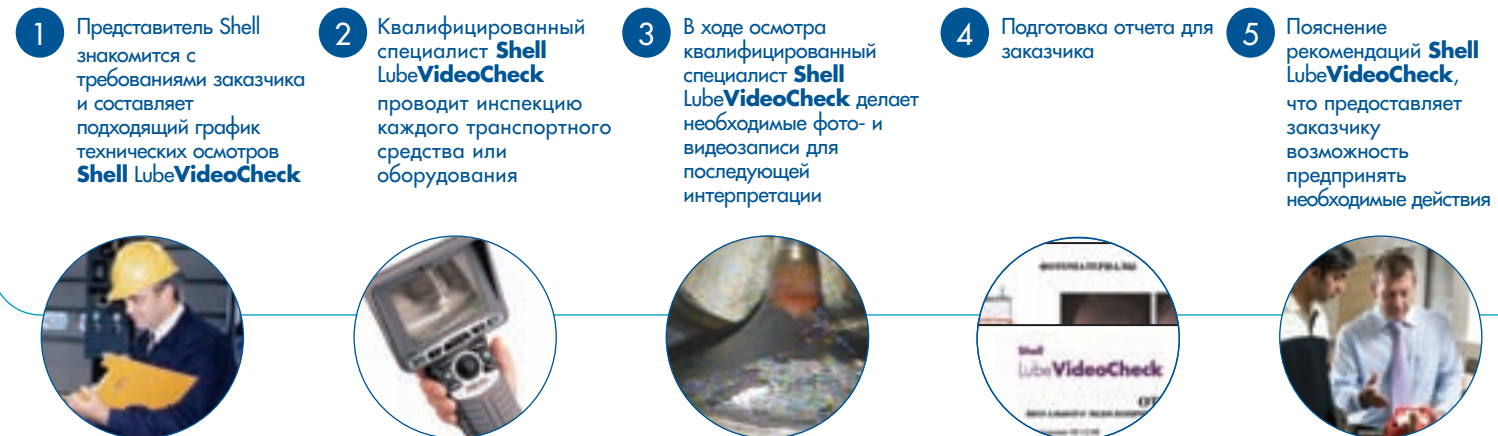 1
Представитель Shell
знакомится с
требованиями заказчика
и составляет
подходящий график
технических осмотров
Shell LubeVideoCheck
2
Квалифицированный
специалист Shell
LubeVideoCheck
проводит инспекцию
каждого транспортного
средства или
оборудования
3
В ходе осмотра
квалифицированный
специалист Shell
LubeVideoCheck делает
необходимые фото- и
видеозаписи для
последующей
интерпретации
4
Подготовка отчета для
заказчика
5
Пояснение
рекомендаций Shell
LubeVideoCheck,
что предоставляет
заказчику
возможность
предпринять
необходимые действия
ФОТОМАТЕРИАЛЫ
Shell
LubeVideoCheck
ОТ